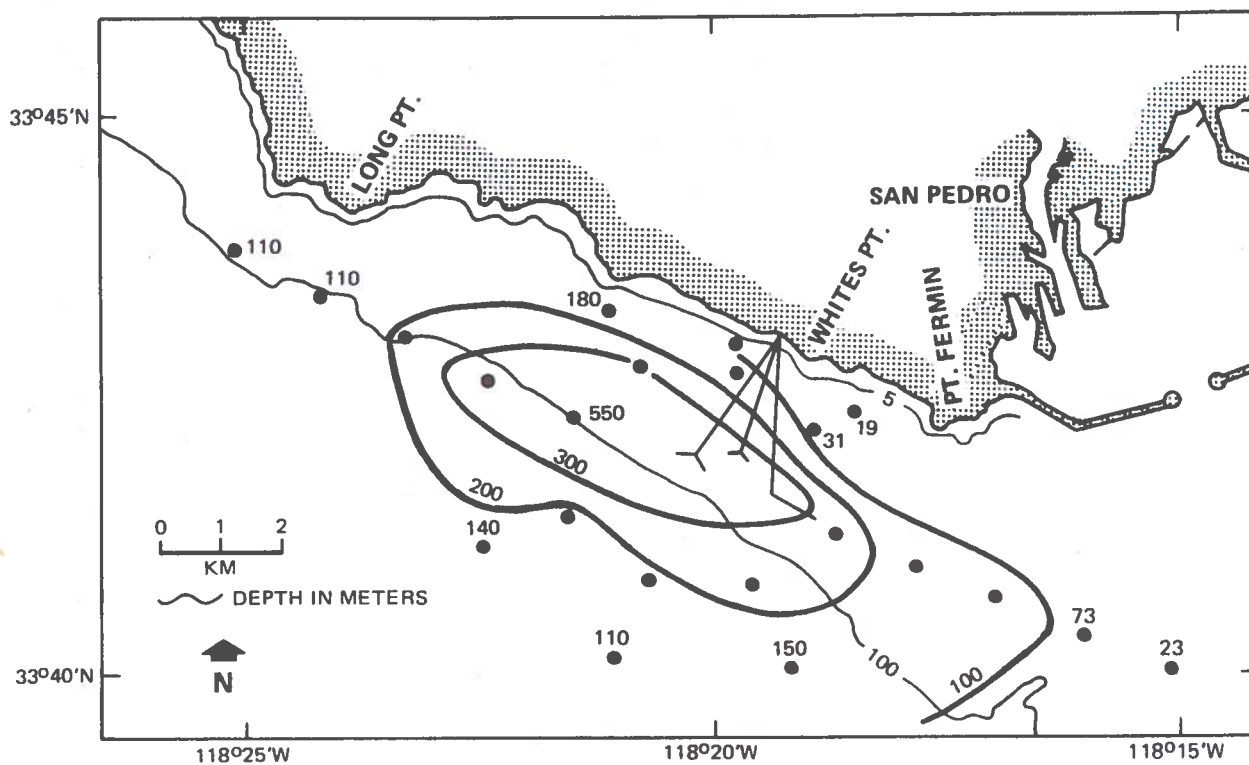 33°45'N
LONG PT.
SAN PEDRO
WHITES PT.
PT. FERMIN
110
110
180
5
19
31
550
300
200
140
0 1 2
KM
DEPTH IN METERS
110
150
100
100
73
23
33°40'N
N
118°25'W
118°20'W
118°15'W